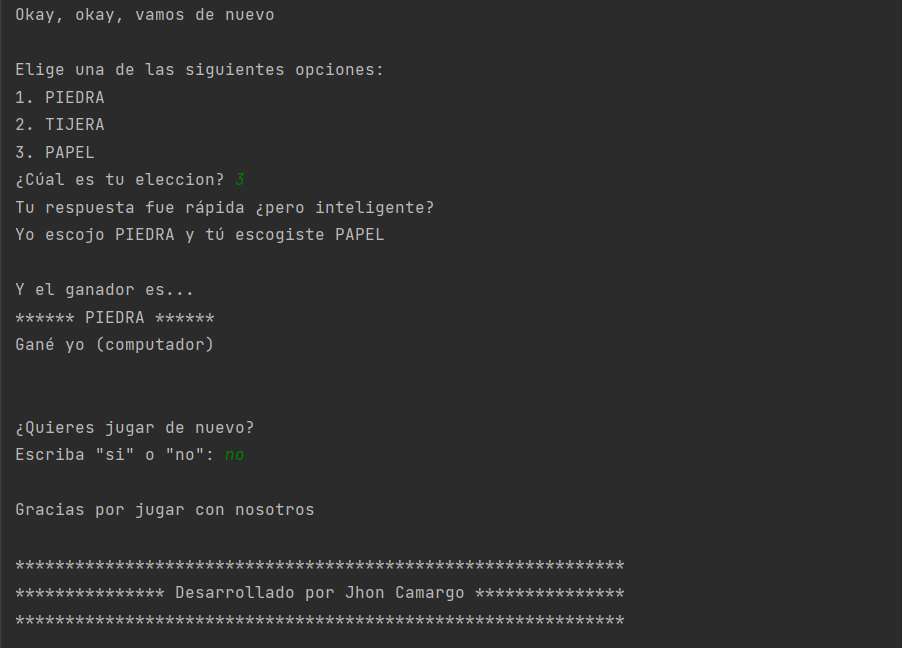 Okay, okay, vamos de nuevo
Elige una de las siguientes opciones:
1. PIEDRA
2. TIJERA
3. PAPEL
¿Cúal es tu eleccion? 3
Tu respuesta fue rápida ¿pero inteligente?
Yo escojo PIEDRA y tú escogiste PAPEL
Y el ganador es...
****** PIEDRA ******
Gané yo (computador)
¿Quieres jugar de nuevo?
Escriba "si" o "no": no
Gracias por jugar con nosotros
*************************************************************
*************** Desarrollado por Jhon Camargo ***************
*************************************************************